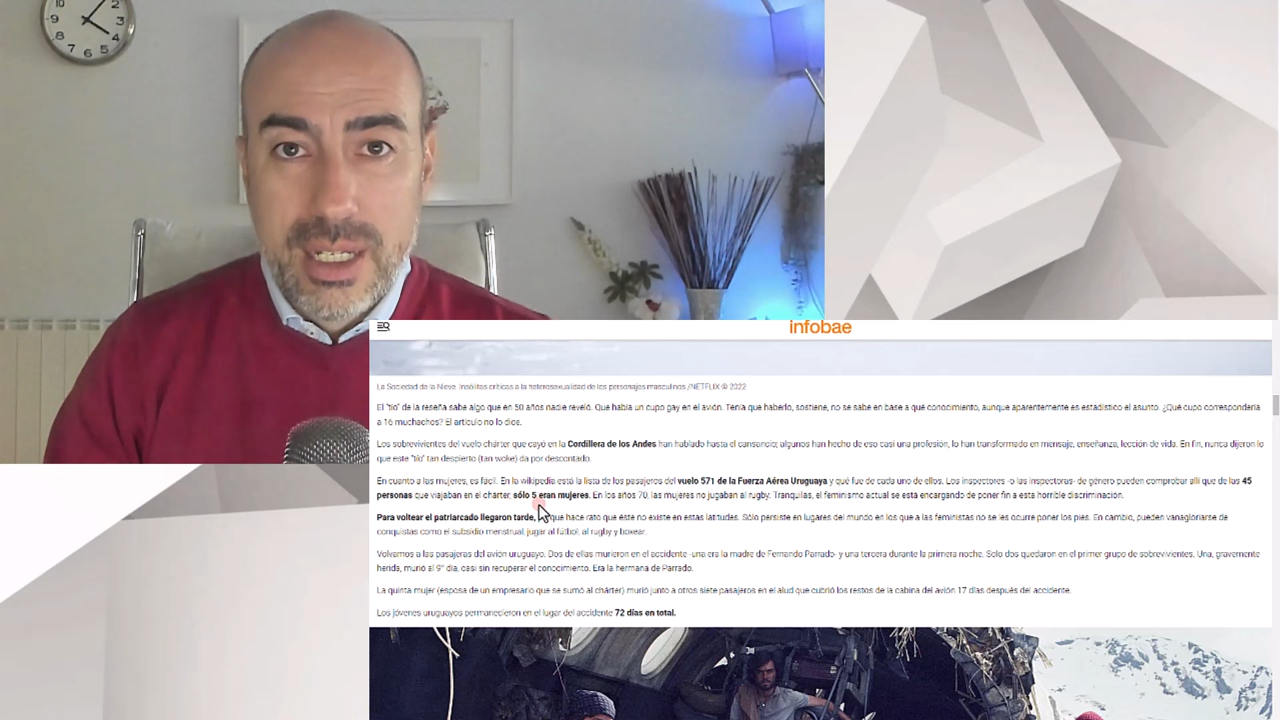 infobae
La Sociedad de la Nieve. Insólitas críticas a la heterosexualidad de los personajes masculinos /NETFLIX © 2022
El "tío" de la reseña sabe algo que en 50 años nadie reveló. Que había un cupo gay en el avión. Tenía que haberlo, sostiene, no se sabe en base a qué conocimiento, aunque aparentemente es estadístico el asunto. ¿Qué cupo correspondería
a 16 muchachos? El artículo no lo dice.
Los sobrevivientes del vuelo chárter que cayó en la Cordillera de los Andes han hablado hasta el cansancio; algunos han hecho de eso casi una profesión, lo han transformado en mensaje, enseñanza, lección de vida. En fin, nunca dijeron lo
que este "tío" tan despierto (tan woke) da por descontado.
En cuanto a las mujeres, es fácil. En la wikipedia está la lista de los pasajeros del vuelo 571 de la Fuerza Aérea Uruguaya y qué fue de cada uno de ellos. Los inspectores -o las inspectoras- de género pueden comprobar allí que de las 45
personas que viajaban en el chárter, sólo 5 eran mujeres. En los años 70, las mujeres no jugaban al rugby. Tranquilas, el feminismo actual se está encargando de poner fin a este horrible discriminación.
Para voltear el patriarcado llegaron tarde, que hace rato que éste no existe en estas latitudes. Sólo persiste en lugares del mundo en los que a las feministas no se les ocurre poner los pies. En cambio, pueden vanagloriarse de
conquistas como el subsidio menstrual, jugar al fútbol, al rugby y boxear.
Volvamos a las pasajeras del avión uruguayo. Dos de ellas murieron en el accidente -una era la madre de Fernando Parrado- y una tercera durante la primera noche. Solo dos quedaron en el primer grupo de sobrevivientes. Una, gravemente
herida, murió al 9° día, casi sin recuperar el conocimiento. Era la hermana de Parrado.
La quinta mujer (esposa de un empresario que se sumó al chárter) murió junto a otros siete pasajeros en el alud que cubrió los restos de la cabina del avión 17 días después del accidente.
Los jóvenes uruguayos permanecieron en el lugar del accidente 72 días en total.